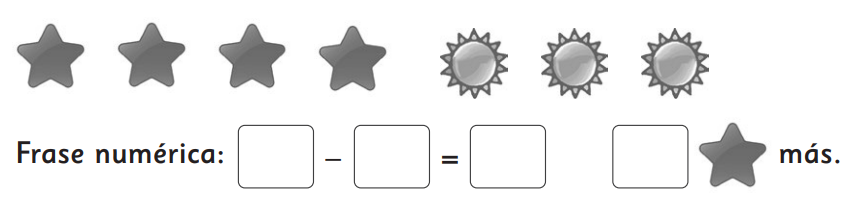 Frase numérica: – = más.